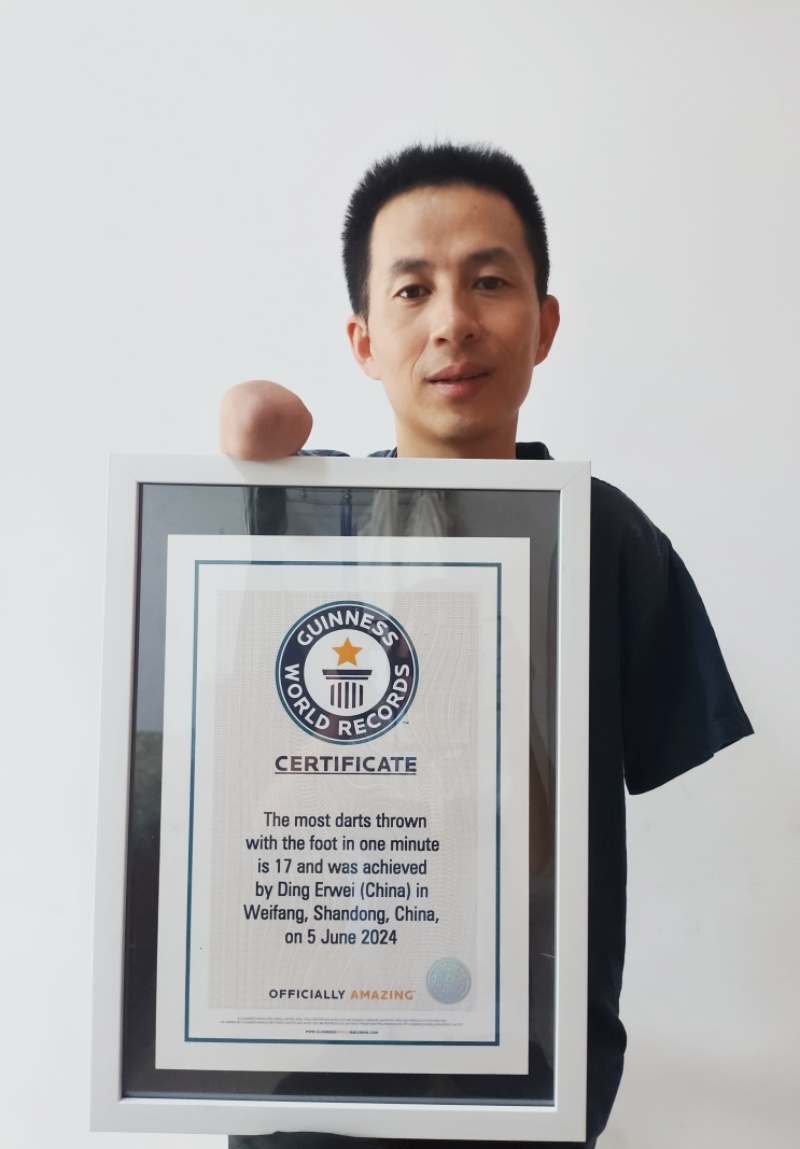 GUINNESS
WORLD RECORDS
CERTIFICATE
The most darts thrown
with the foot in one minute
is 17 and was achieved
by Ding Erwei (China) in
Weifang, Shandong, China,
on 5 June 2024
OFFICIALLY AMAZING